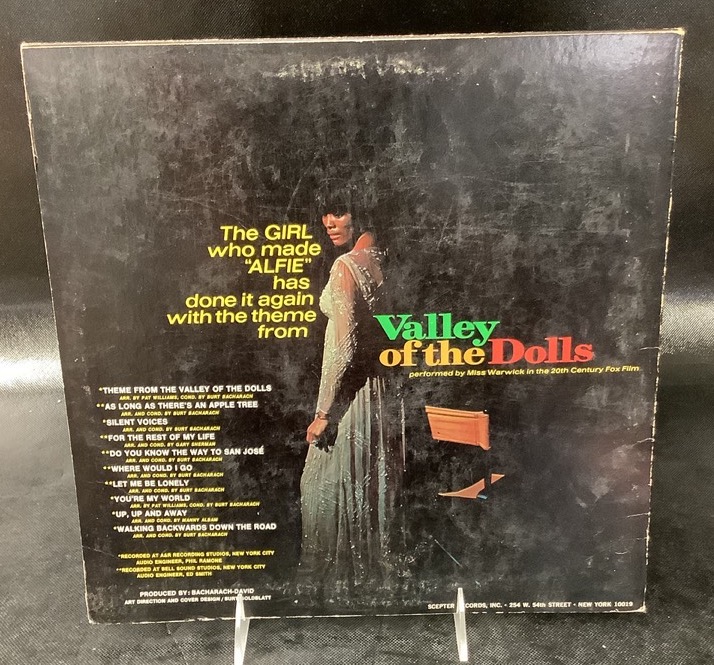 The GIRL
who made
"ALFIE"
has
done it again
with the theme
from
Valley
of the Dolls
performed by Miss Warwick in the 20th Century Fox Film
*THEME FROM THE VALLEY OF THE DOLLS
ARR. BY PAT WILLIAMS, COND. BY BURT BACHARACH
**AS LONG AS THERE'S AN APPLE TREE
ARR. AND COND. BY BURT BACHARACH
*SILENT VOICES
ARR. AND COND. BY BURT BACHARACH
**FOR THE REST OF MY LIFE
ARR. AND COND. BY GARY SHERMAN
**DO YOU KNOW THE WAY TO SAN JOSÉ
ARR. AND COND. BY BURT BACHARACH
**WHERE WOULD I GO
ARR. AND COND. BY BURT BACHARACH
**LET ME BE LONELY
ARR. AND COND. BY BURT BACHARACH
*YOU'RE MY WORLD
ARR. BY PAT WILLIAMS, COND. BY BURT BACHARACH
*UP, UP AND AWAY
ARR. AND COND. BY MANNY ALBAM
*WALKING BACKWARDS DOWN THE ROAD
ARR. AND COND. BY BURT BACHARACH
*RECORDED AT A&R RECORDING STUDIOS, NEW YORK CITY
AUDIO ENGINEER, PHIL RAMONE
**RECORDED AT BELL SOUND STUDIOS, NEW YORK CITY
AUDIO ENGINEER, ED SMITH
PRODUCED BY: BACHARACH-DAVID
ART DIRECTION AND COVER DESIGN / BURT GOLDBLATT
SCEPTER RECORDS, INC. • 254 W. 54th STREET • NEW YORK 10019